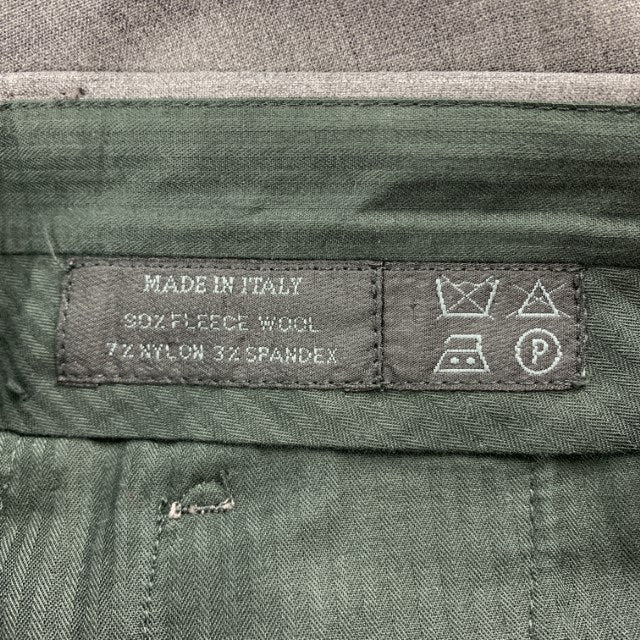 MADE IN ITALY
90% FLEECE WOOL
7% NYLON 3% SPANDEX
P